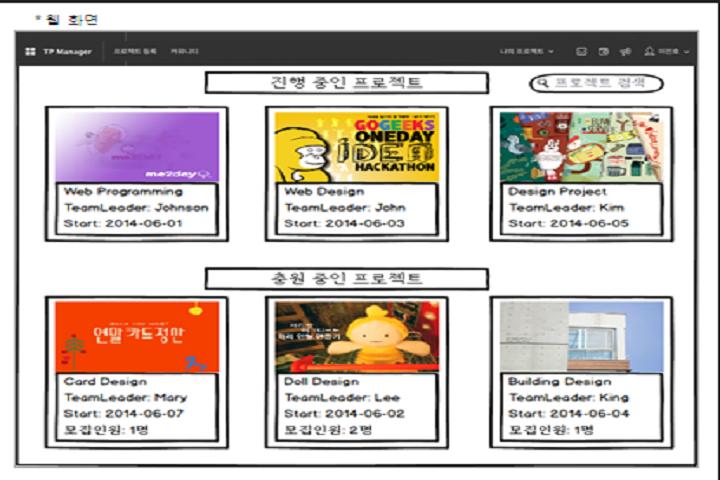 *웹 화면
TP Manager 프로젝트 등록 커뮤니티 나의 프로젝트
진행 중인 프로젝트
프로젝트 검색
me2day
GOGEEKS
ONEDAY
IDEA
HACKATHON
Web Programming
TeamLeader: Johnson
Start: 2014-06-01
Web Design
TeamLeader: John
Start: 2014-06-03
Design Project
TeamLeader: Kim
Start: 2014-06-05
충원 중인 프로젝트
연말 카드장만
Card Design
TeamLeader: Mary
Start: 2014-06-07
모집인원: 1명
Doll Design
TeamLeader: Lee
Start: 2014-06-02
모집인원: 2명
Building Design
TeamLeader: King
Start: 2014-06-04
모집인원: 1명